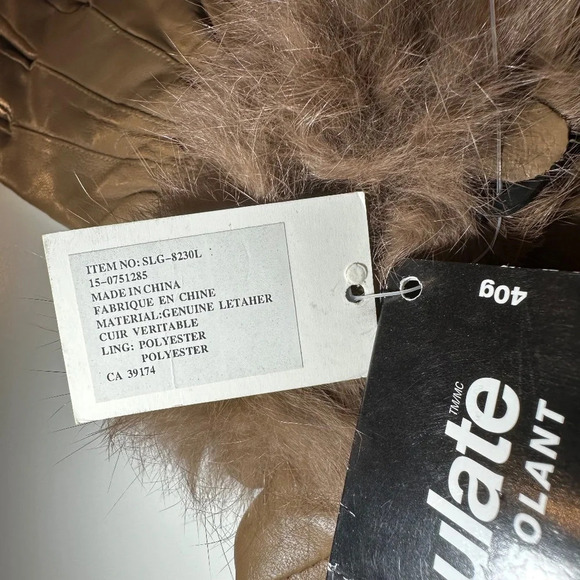 ITEM NO: SLG-8230L
15-0751285
MADE IN CHINA
FABRIQUE EN CHINE
MATERIAL:GENUINE LETAHER
CUIR VERITABLE
LING: POLYESTER
POLYESTER
CA 39174
40g
ulate TM/MC
SOLANT